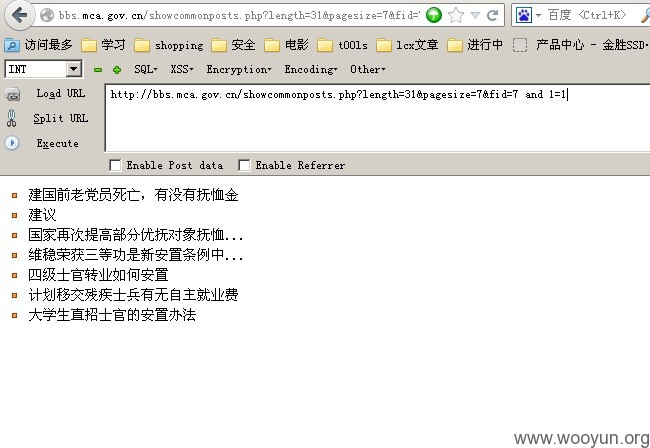 bbs.mca.gov.cn/showcommonposts.php?length=31&pagesize=7&fid='
百度 <Ctrl+K>
访问最多 学习 shopping 安全 电影 t00ls lcx文章 进行中 产品中心 - 金胜SSD·
INT SQL· XSS· Encryption· Encoding· Other·
Load URL
http://bbs.mca.gov.cn/showcommonposts.php?length=31&pagesize=7&fid=7 and 1=1
Split URL
Execute
Enable Post data Enable Referrer
建国前老党员死亡，有没有抚恤金
建议
国家再次提高部分优抚对象抚恤...
维稳荣获三等功是新安置条例中...
四级士官转业如何安置
计划移交残疾士兵有无自主就业费
大学生直招士官的安置办法
www.wooyun.org